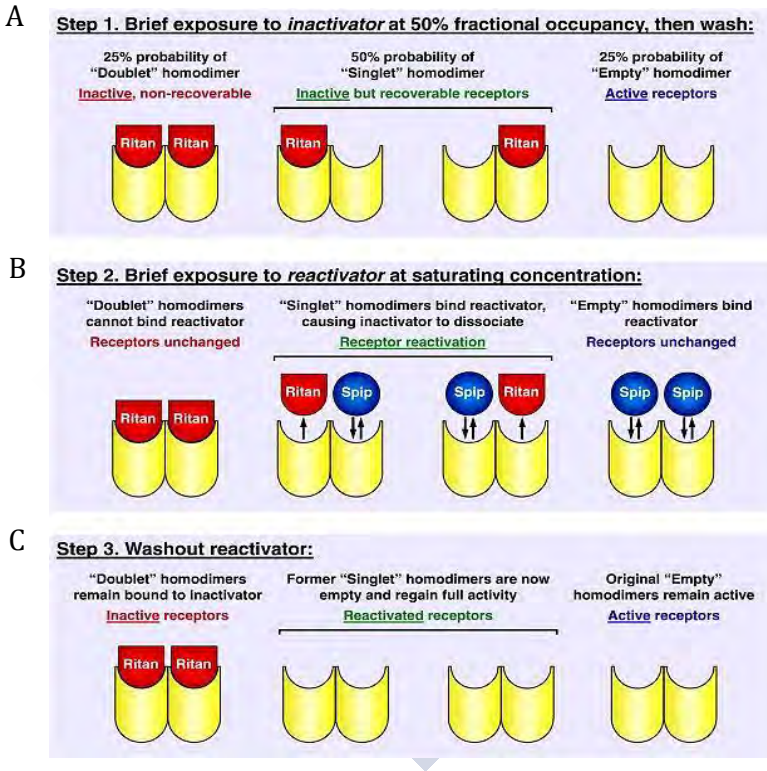 A
Step 1. Brief exposure to inactivator at 50% fractional occupancy, then wash:
25% probability of
"Doublet" homodimer
Inactive, non-recoverable
50% probability of
"Singlet" homodimer
Inactive but recoverable receptors
25% probability of
"Empty" homodimer
Active receptors
Ritan Ritan
Ritan
Ritan
B
Step 2. Brief exposure to reactivator at saturating concentration:
"Doublet" homodimers
cannot bind reactivator
Receptors unchanged
"Singlet" homodimers bind reactivator,
causing inactivator to dissociate
Receptor reactivation
"Empty" homodimers bind
reactivator
Receptors unchanged
Ritan Ritan
Ritan Spip
Spip Ritan
Spip Spip
C
Step 3. Washout reactivator:
"Doublet" homodimers
remain bound to inactivator
Inactive receptors
Former "Singlet" homodimers are now
empty and regain full activity
Reactivated receptors
Original "Empty"
homodimers remain active
Active receptors
Ritan Ritan